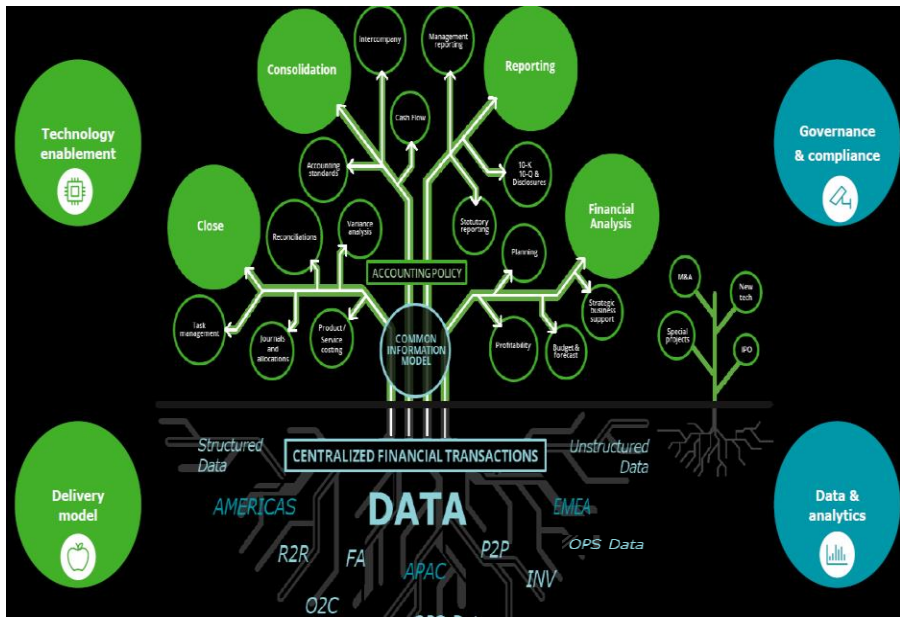 Intercompany
Management
reporting
Consolidation
Reporting
Technology
enablement
Governance
& compliance
Cash Flow
Accounting
standards
10-K
10-Q &
Disclosures
Close
Reconciliations
Variance
analysis
Statutory
reporting
Financial
Analysis
Planning
ACCOUNTING POLICY
M&A
New
tech
Task
management
Journals
and
allocations
Product /
Service
costing
COMMON
INFORMATION
MODEL
Profitability
Budget &
forecast
Strategic
business
support
Special
projects
IPO
Structured
Data
CENTRALIZED FINANCIAL TRANSACTIONS
Unstructured
Data
Delivery
model
AMERICAS
DATA
EMEA
Data &
analytics
R2R
FA
APAC
P2P
OPS Data
INV
O2C